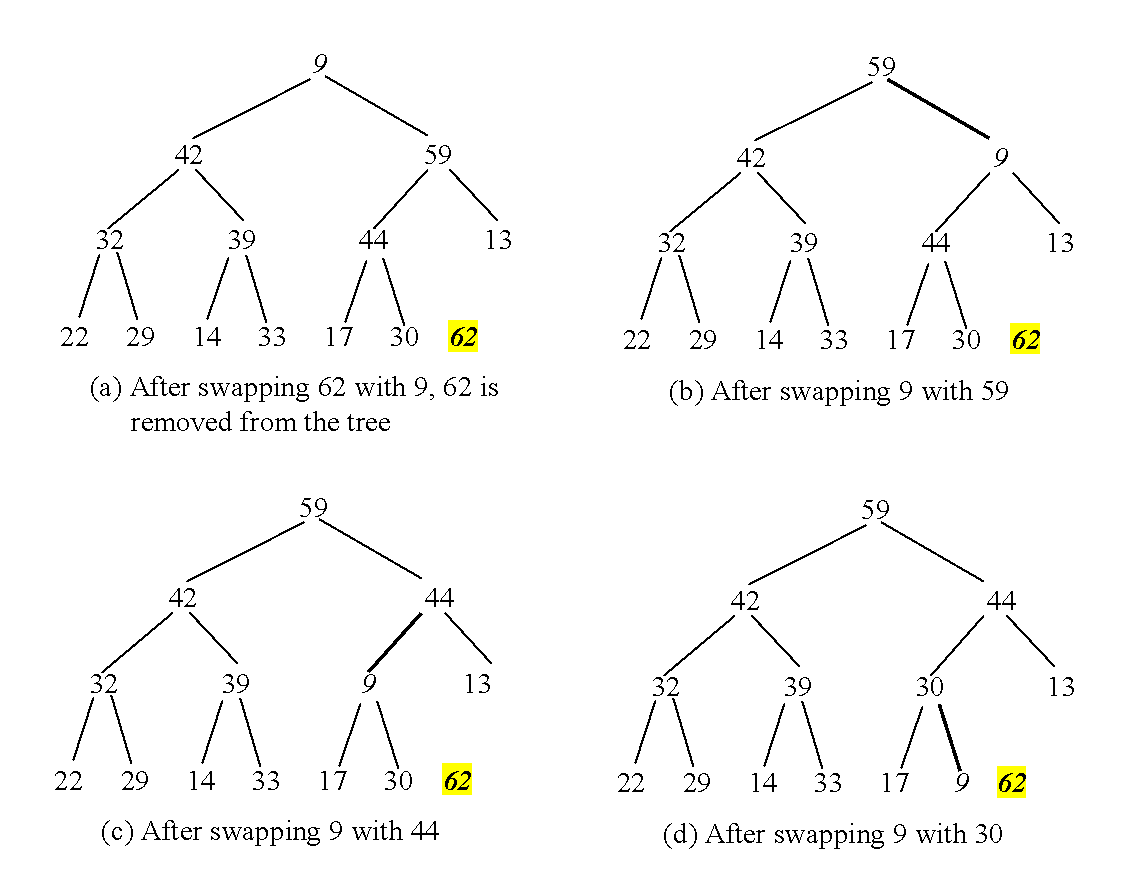 9
42 59
32 39 44 13
22 29 14 33 17 30 62
(a) After swapping 62 with 9, 62 is
removed from the tree
59
42 9
32 39 44 13
22 29 14 33 17 30 62
(b) After swapping 9 with 59
59
42 44
32 39 9 13
22 29 14 33 17 30 62
(c) After swapping 9 with 44
59
42 44
32 39 30 13
22 29 14 33 17 9 62
(d) After swapping 9 with 30